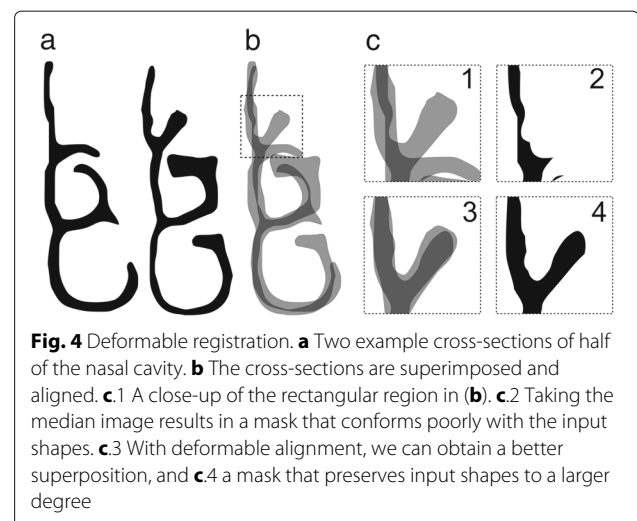 a b c
1 2
3 4
Fig. 4 Deformable registration. a Two example cross-sections of half
of the nasal cavity. b The cross-sections are superimposed and
aligned. c.1 A close-up of the rectangular region in (b). c.2 Taking the
median image results in a mask that conforms poorly with the input
shapes. c.3 With deformable alignment, we can obtain a better
superposition, and c.4 a mask that preserves input shapes to a larger
degree